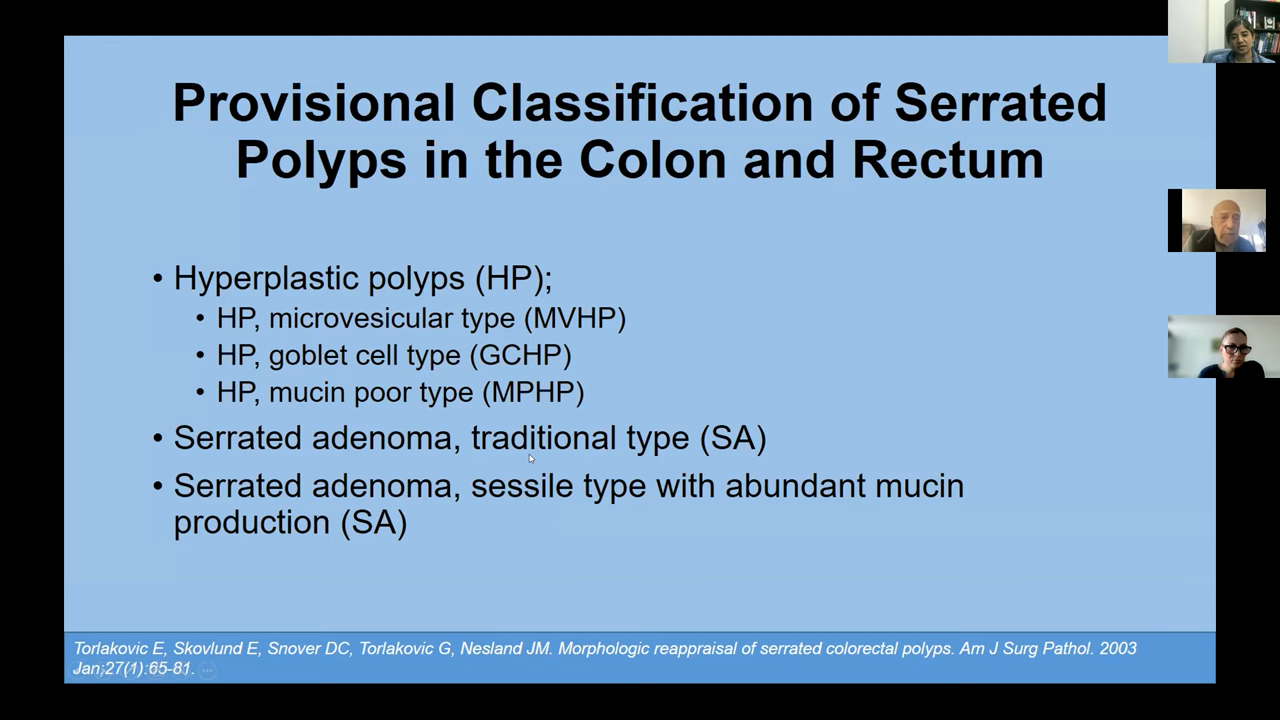 Provisional Classification of Serrated
Polyps in the Colon and Rectum
• Hyperplastic polyps (HP);
• HP, microvesicular type (MVHP)
• HP, goblet cell type (GCHP)
• HP, mucin poor type (MPHP)
• Serrated adenoma, traditional type (SA)
• Serrated adenoma, sessile type with abundant mucin
production (SA)
Torlakovic E, Skovlund E, Snover DC, Torlakovic G, Nesland JM. Morphologic reappraisal of serrated colorectal polyps. Am J Surg Pathol. 2003
Jan;27(1):65-81.